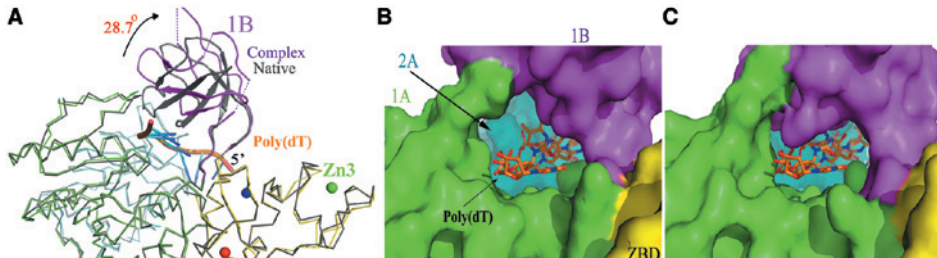 A
28.7°
1B
Complex
Native
Poly(dT)
5'
Zn3
B
1B
2A
1A
Poly(dT)
ZBD
C